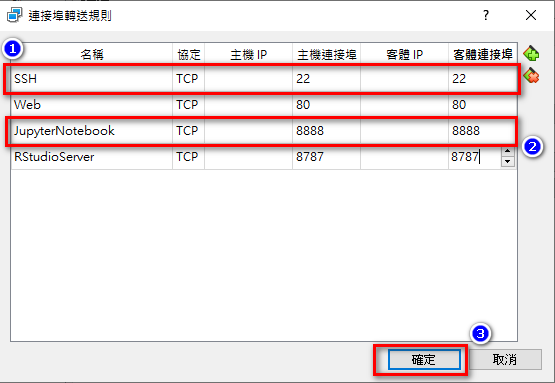 連接埠轉送規則
1
名稱 協定 主機 IP 主機連接埠 客體 IP 客體連接埠
SSH TCP 22 22
Web TCP 80 80
JupyterNotebook TCP 8888 8888
2
RStudioServer TCP 8787 8787
3
確定 取消